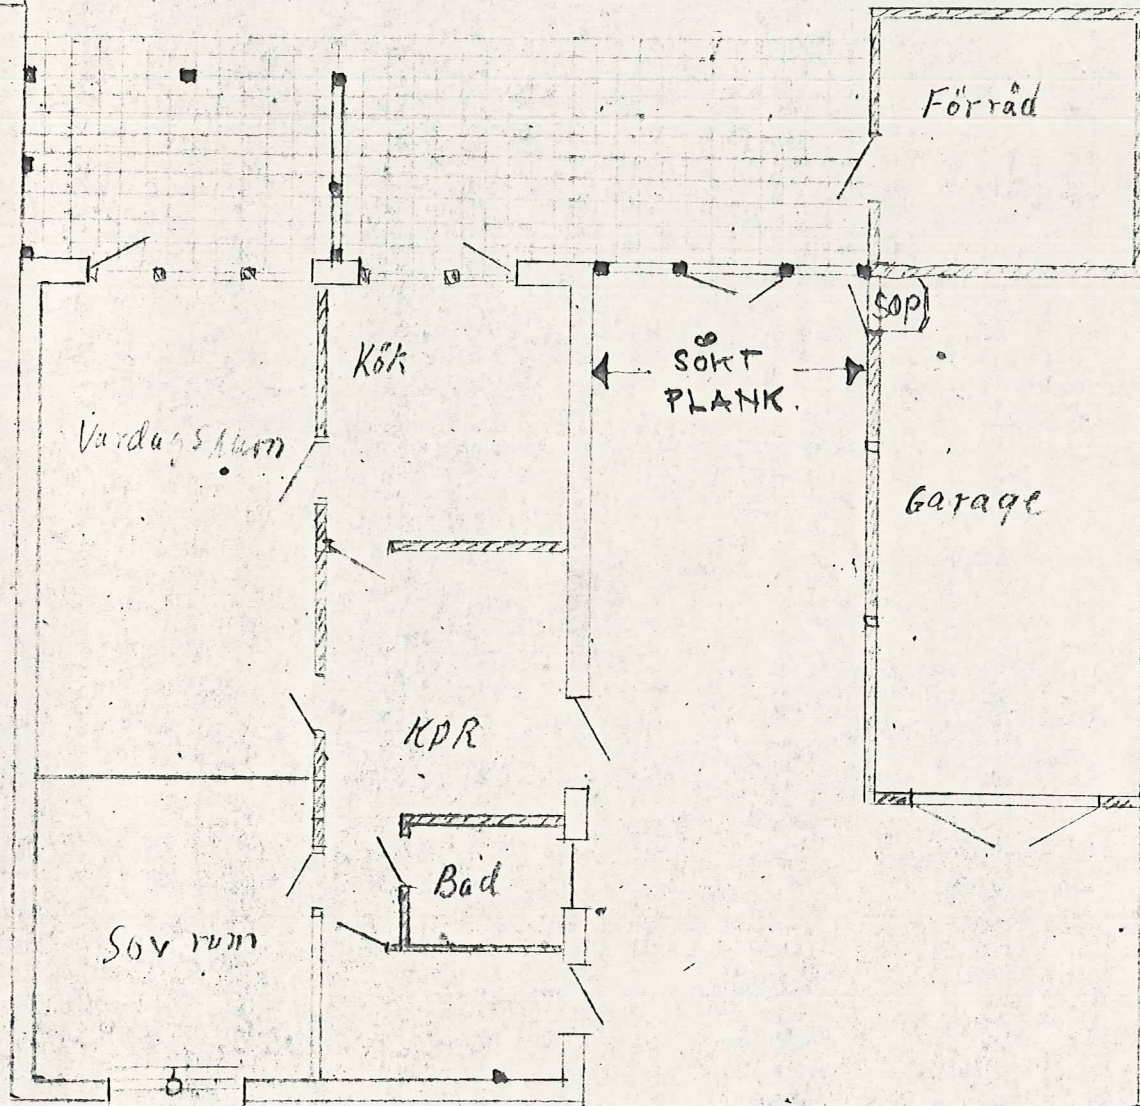 Förråd
SOP
Kök
SÖKT
PLANK.
Vardagsrum
Garage
KPR
Bad
Sov rum